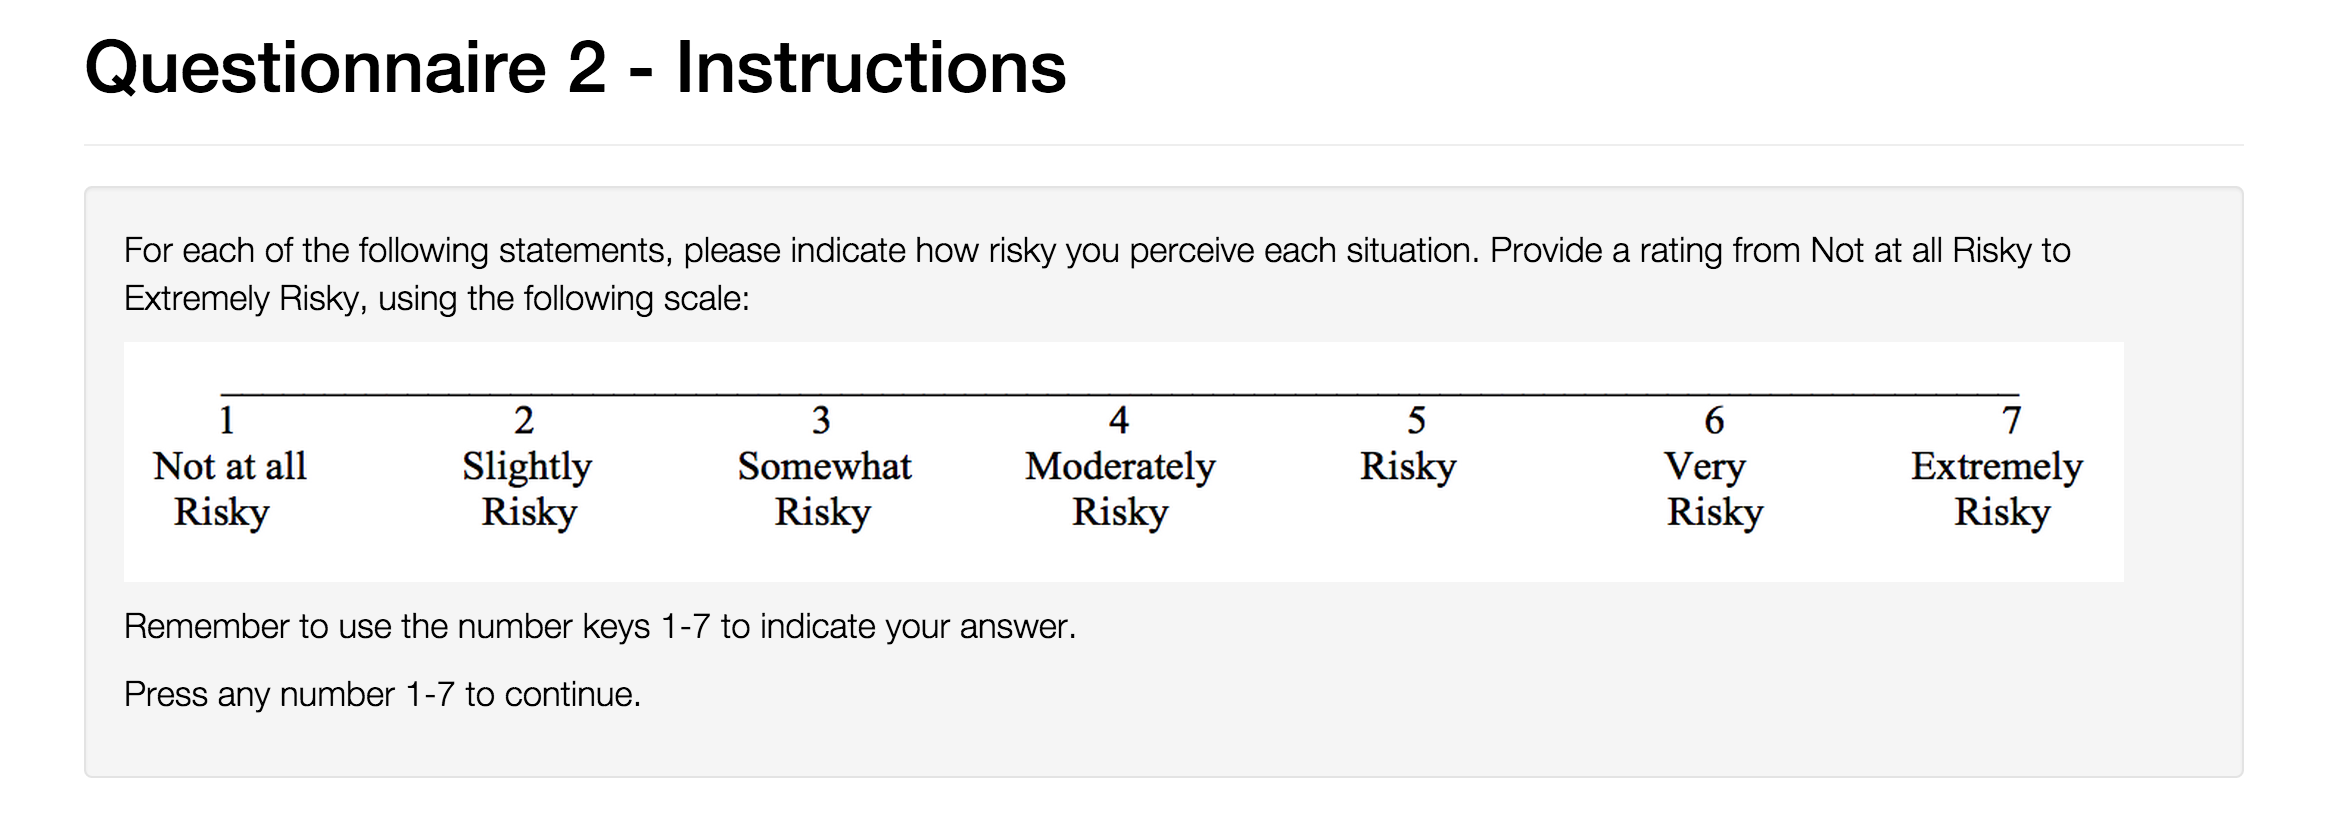 Questionnaire 2 - Instructions
For each of the following statements, please indicate how risky you perceive each situation. Provide a rating from Not at all Risky to
Extremely Risky, using the following scale:
1 2 3 4 5 6 7
Not at all Slightly Somewhat Moderately Risky Very Extremely
Risky Risky Risky Risky Risky Risky
Remember to use the number keys 1-7 to indicate your answer.
Press any number 1-7 to continue.